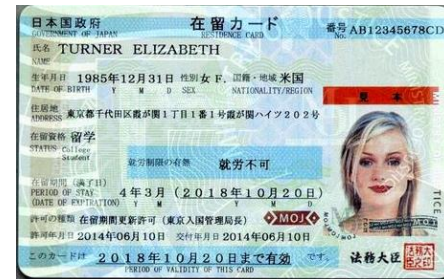 日本国政府 在留カード 番号 AB12345678CD
GOVERNMENT OF JAPAN RESIDENCE CARD No.
氏名 TURNER ELIZABETH
NAME
生年月日 1985年12月31日 性別 女 F. 国籍・地域 米国
DATE OF BIRTH Y M D SEX NATIONALITY/REGION
見本
住居地 東京都千代田区霞が関1丁目1番1号霞が関ハイツ202号
ADDRESS
在留資格 留学
STATUS College Student
就労制限の有無 就労不可
在留期間(満了日) 4年3月(2018年10月20日)
PERIOD OF STAY
(DATE OF EXPIRATION) Y M Y M D
許可の種類 在留期間更新許可(東京入国管理局長) MOJ
許可年月日 2014年06月10日 交付年月日 2014年06月10日
このカードは 2018年10月20日まで有効 です。 法務大臣
PERIOD OF VALIDITY OF THIS CARD